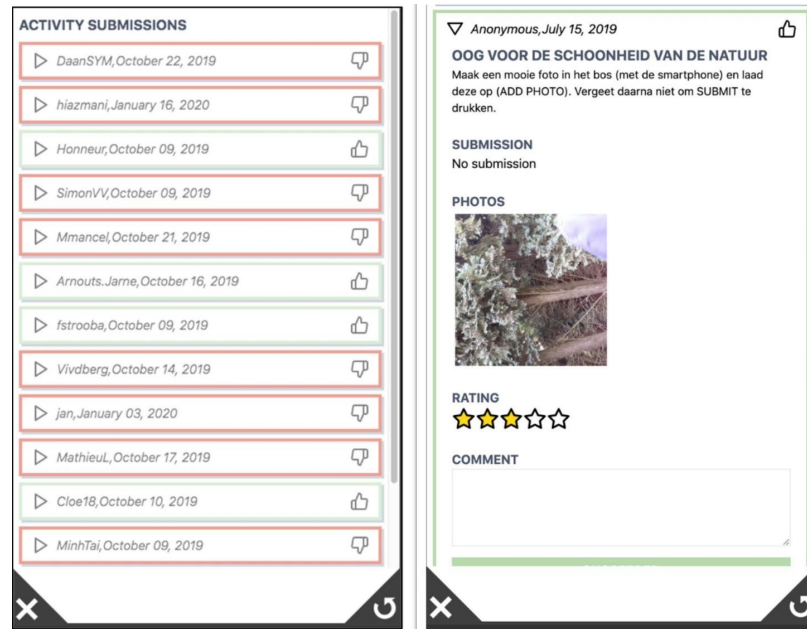 ACTIVITY SUBMISSIONS
DaanSYM,October 22, 2019
hiazmani,January 16, 2020
Honneur,October 09, 2019
SimonVV,October 09, 2019
Mmancel,October 21, 2019
Arnouts.Jarne,October 16, 2019
fstrooba,October 09, 2019
Vivdberg,October 14, 2019
jan,January 03, 2020
MathieuL,October 17, 2019
Cloe18,October 10, 2019
MinhTai,October 09, 2019
Anonymous,July 15, 2019
OOG VOOR DE SCHOONHEID VAN DE NATUUR
Maak een mooie foto in het bos (met de smartphone) en laad
deze op (ADD PHOTO). Vergeet daarna niet om SUBMIT te
drukken.
SUBMISSION
No submission
PHOTOS
RATING
COMMENT